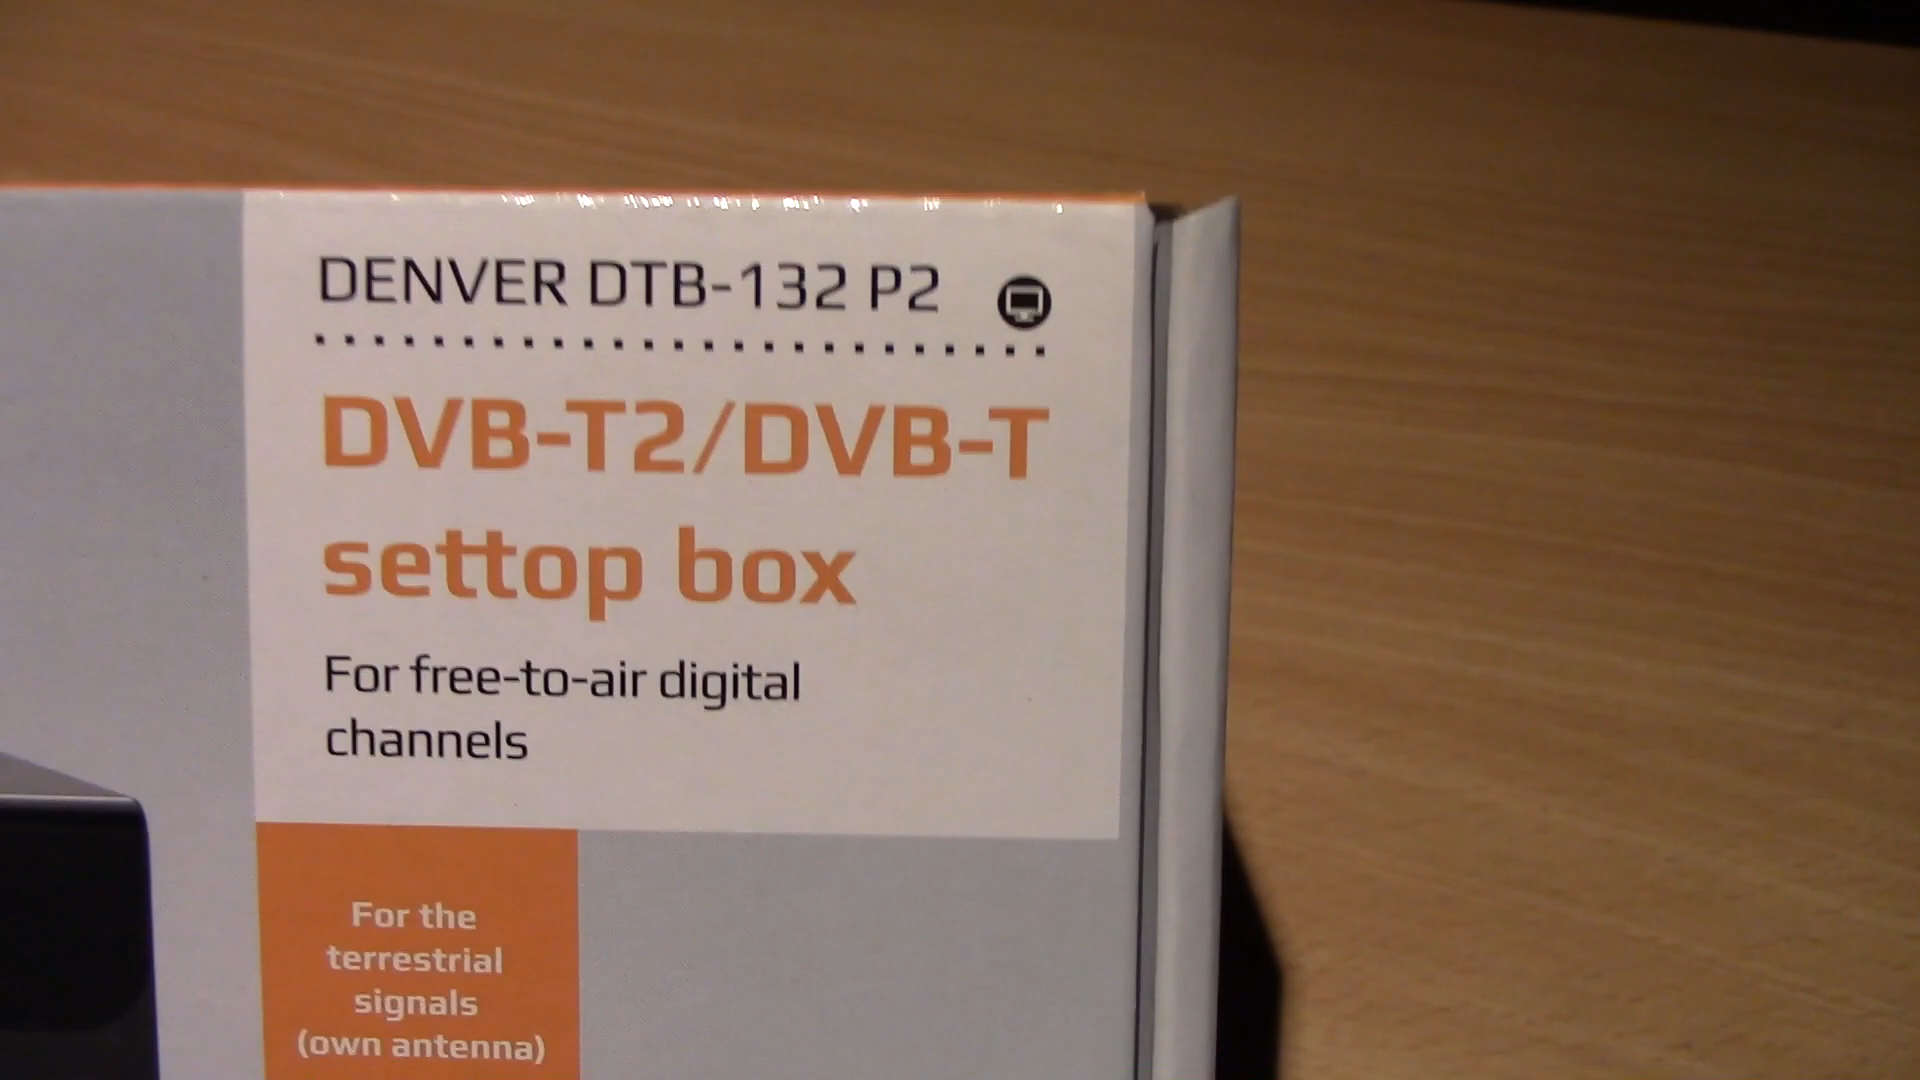 DENVER DTB-132 P2
DVB-T2/DVB-T
settop box
For free-to-air digital
channels
For the
terrestrial
signals
(own antenna)